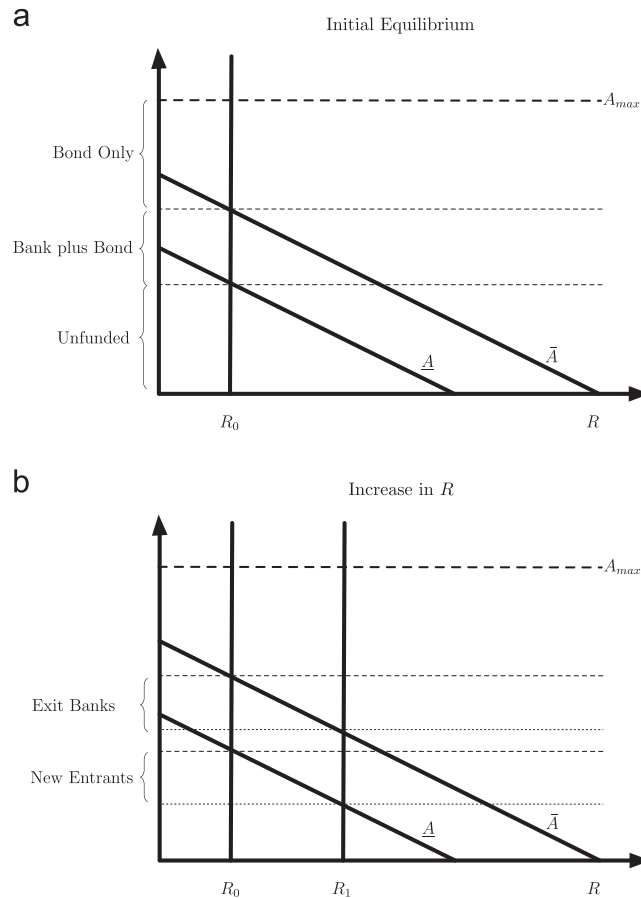 a
Initial Equilibrium
A_max
Bond Only
Bank plus Bond
Unfunded
A̲
Ā
R₀
R
b
Increase in R
A_max
Exit Banks
New Entrants
A̲
Ā
R₀
R₁
R